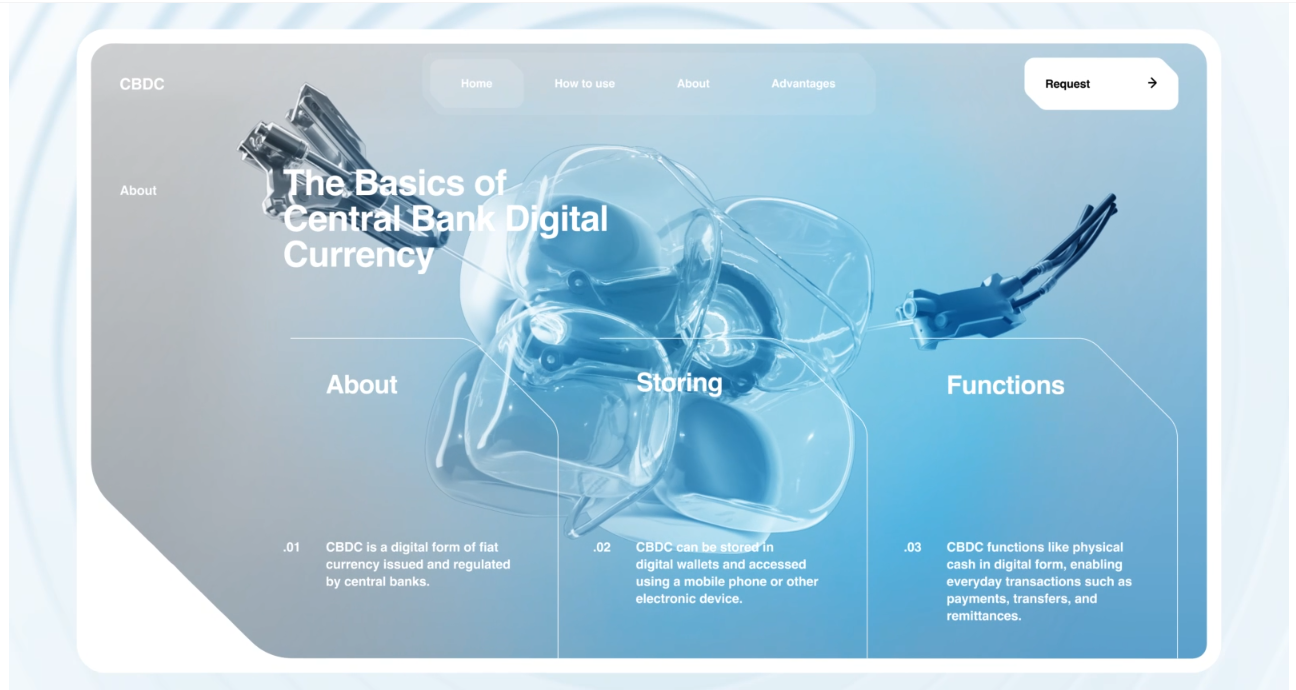 CBDC
Home
How to use
About
Advantages
Request
About
The Basics of
Central Bank Digital
Currency
About
Storing
Functions
.01
CBDC is a digital form of fiat
currency issued and regulated
by central banks.
.02
CBDC can be stored in
digital wallets and accessed
using a mobile phone or other
electronic device.
.03
CBDC functions like physical
cash in digital form, enabling
everyday transactions such as
payments, transfers, and
remittances.